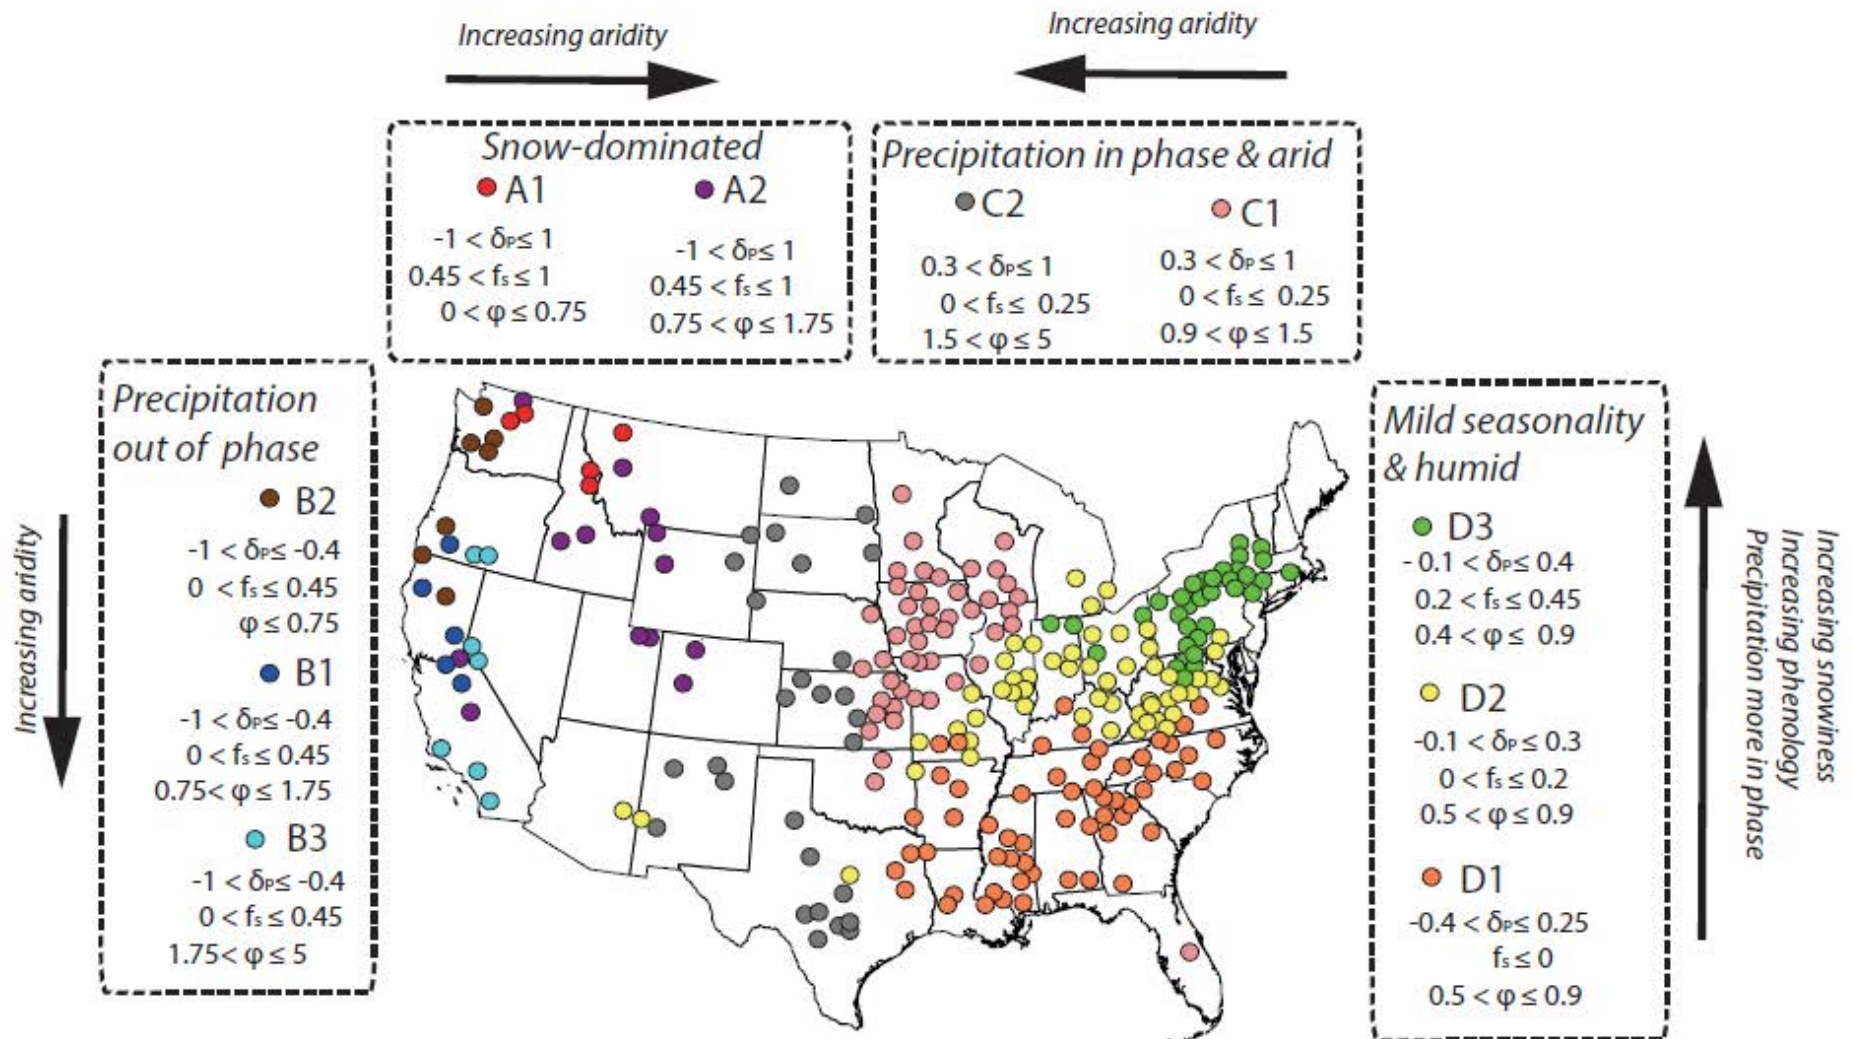 Increasing aridity
Increasing aridity
Snow-dominated
A1
-1 < δP≤ 1
0.45 < fs ≤ 1
0 < φ ≤ 0.75
A2
-1 < δP≤ 1
0.45 < fs ≤ 1
0.75 < φ ≤ 1.75
Precipitation in phase & arid
C2
0.3 < δP≤ 1
0 < fs ≤ 0.25
1.5 < φ ≤ 5
C1
0.3 < δP≤ 1
0 < fs ≤ 0.25
0.9 < φ ≤ 1.5
Increasing aridity
Precipitation
out of phase
B2
-1 < δP≤ -0.4
0 < fs ≤ 0.45
φ ≤ 0.75
B1
-1 < δP≤ -0.4
0 < fs ≤ 0.45
0.75< φ ≤ 1.75
B3
-1 < δP≤ -0.4
0 < fs ≤ 0.45
1.75< φ ≤ 5
Mild seasonality
& humid
D3
- 0.1 < δP≤ 0.4
0.2 < fs ≤ 0.45
0.4 < φ ≤ 0.9
D2
-0.1 < δP ≤ 0.3
0 < fs ≤ 0.2
0.5 < φ ≤ 0.9
D1
-0.4 < δP≤ 0.25
fs ≤ 0
0.5 < φ ≤ 0.9
Increasing snowiness
Increasing phenology
Precipitation more in phase